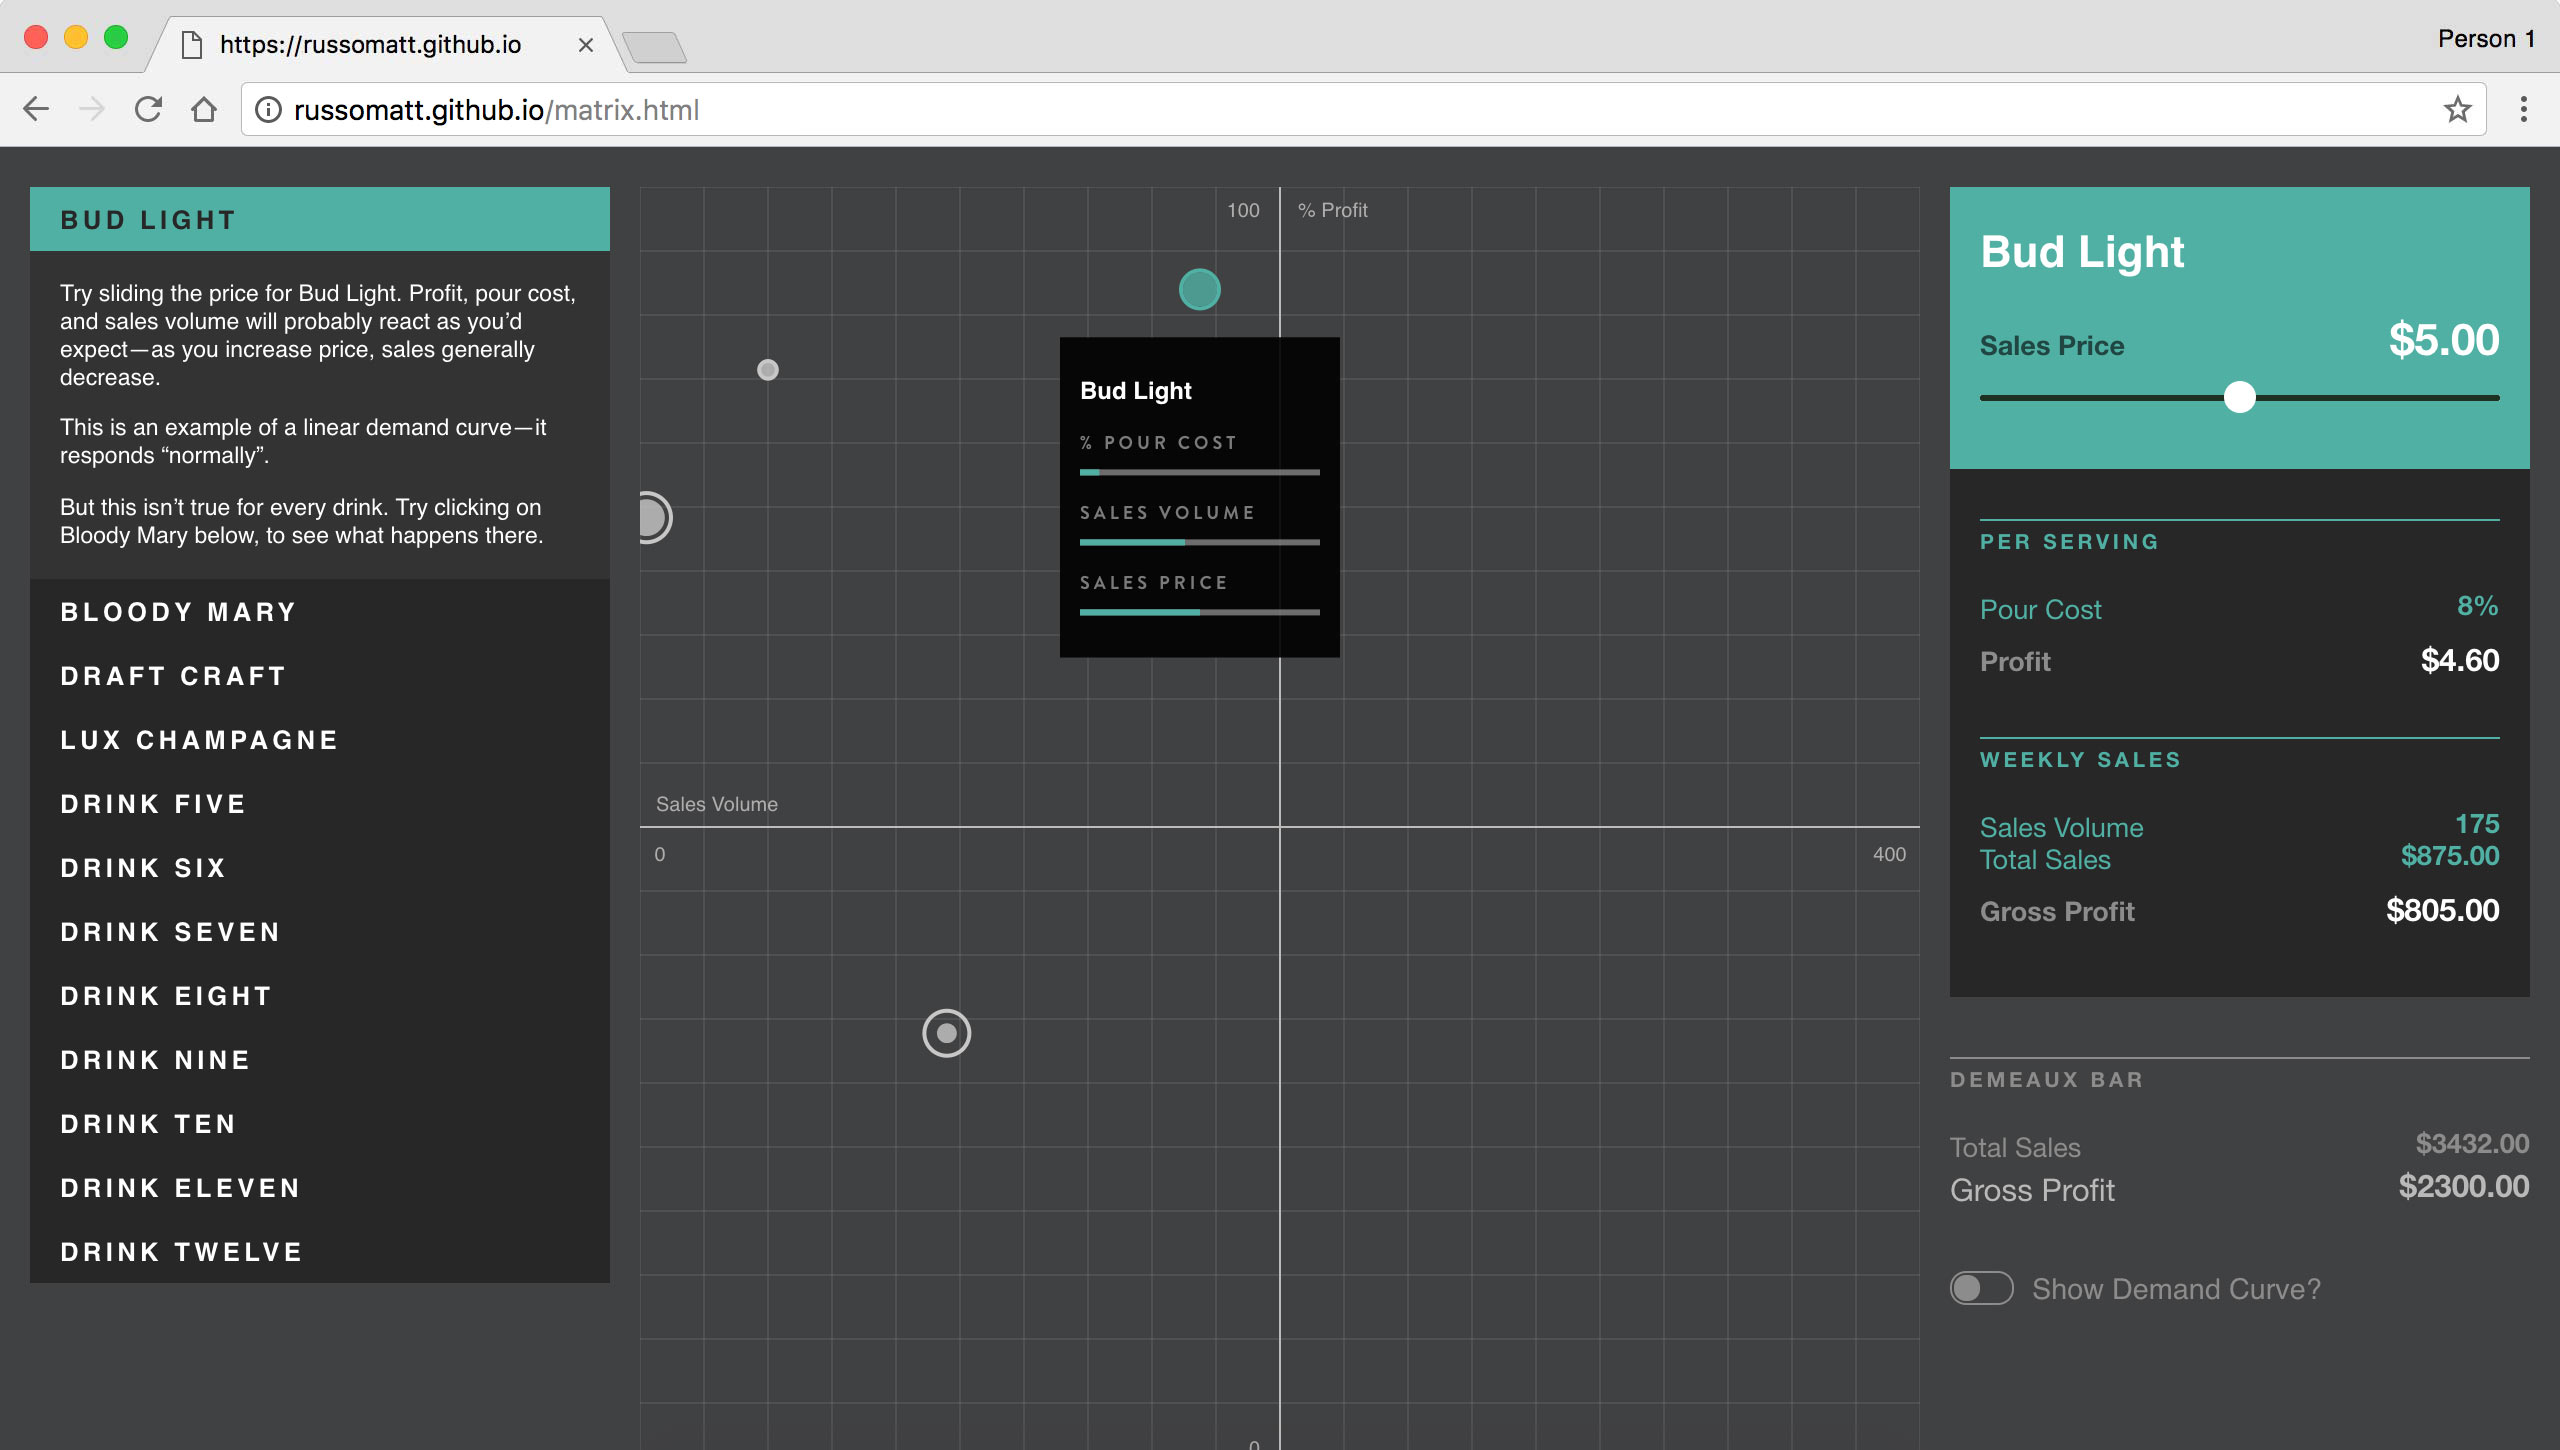 https://russomatt.github.io
Person 1
russomatt.github.io/matrix.html
BUD LIGHT
Try sliding the price for Bud Light. Profit, pour cost,
and sales volume will probably react as you’d
expect—as you increase price, sales generally
decrease.
This is an example of a linear demand curve—it
responds “normally”.
But this isn’t true for every drink. Try clicking on
Bloody Mary below, to see what happens there.
BLOODY MARY
DRAFT CRAFT
LUX CHAMPAGNE
DRINK FIVE
DRINK SIX
DRINK SEVEN
DRINK EIGHT
DRINK NINE
DRINK TEN
DRINK ELEVEN
DRINK TWELVE
100 % Profit
Bud Light
% POUR COST
SALES VOLUME
SALES PRICE
Sales Volume
0 400
0
Bud Light
Sales Price $5.00
PER SERVING
Pour Cost 8%
Profit $4.60
WEEKLY SALES
Sales Volume 175
Total Sales $875.00
Gross Profit $805.00
DEMEAUX BAR
Total Sales $3432.00
Gross Profit $2300.00
Show Demand Curve?